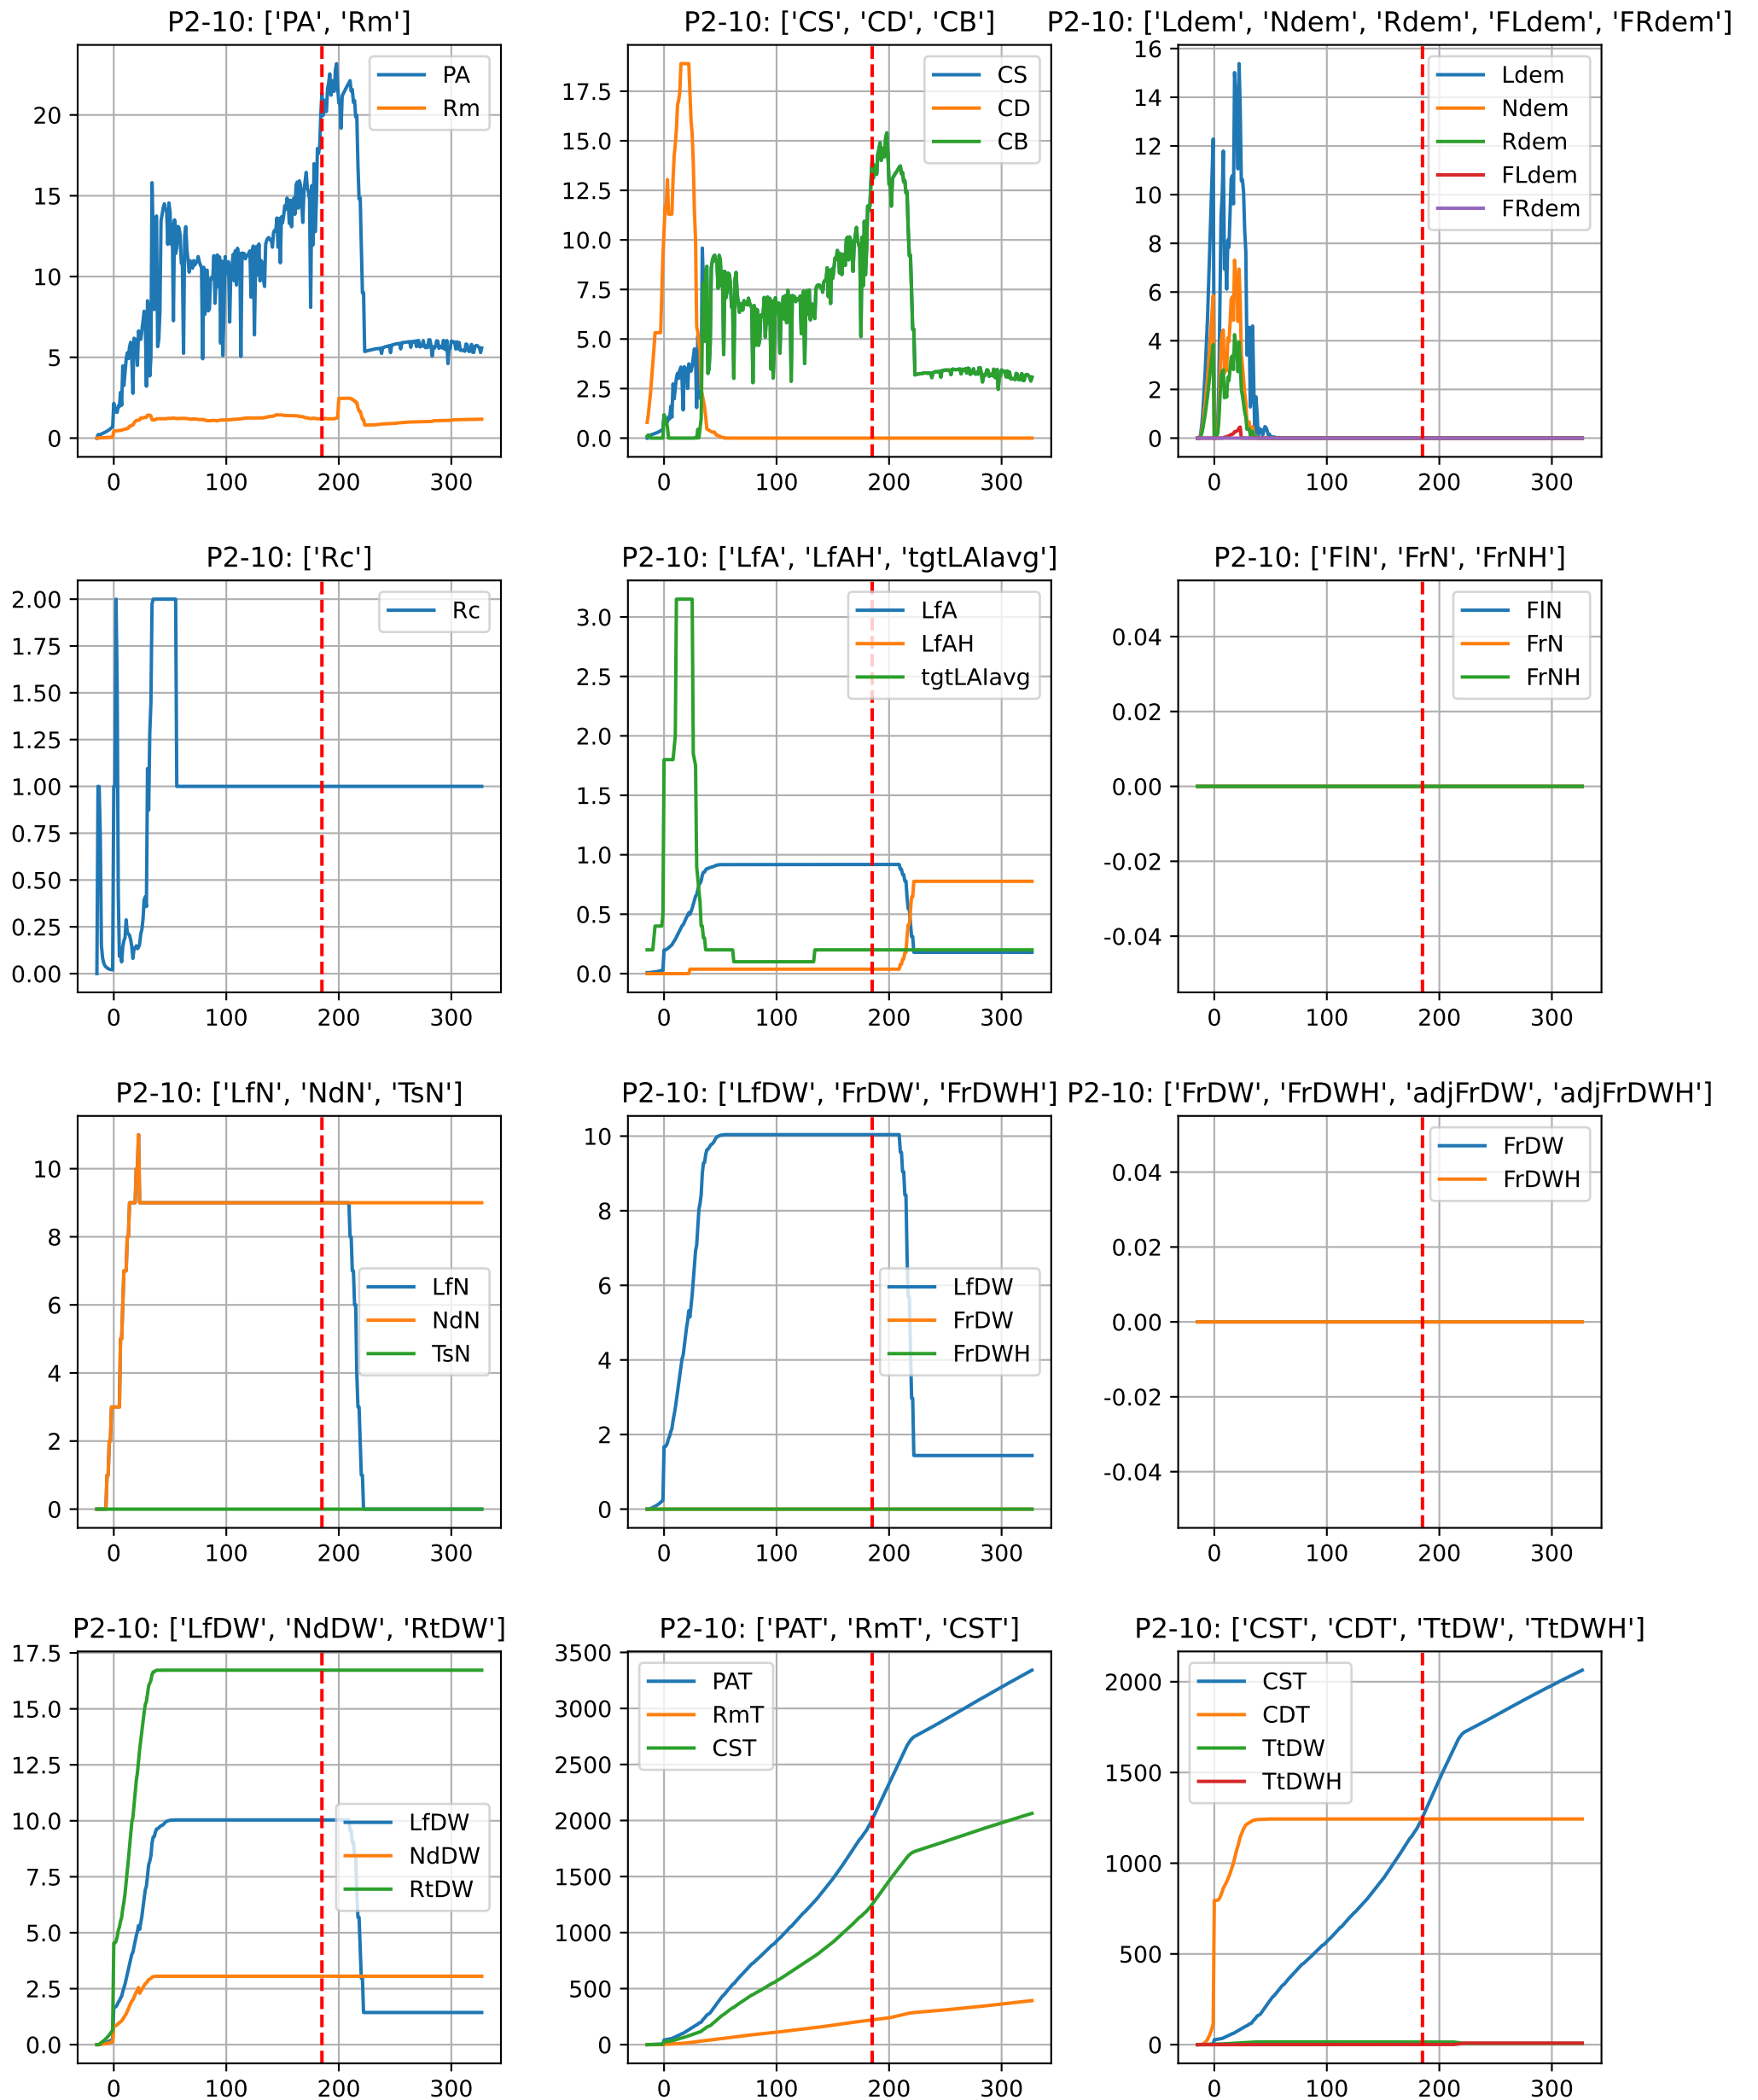 P2-10: ['PA', 'Rm']
PA
Rm
20
15
10
5
0
0 100 200 300
P2-10: ['CS', 'CD', 'CB']
CS
CD
CB
17.5
15.0
12.5
10.0
7.5
5.0
2.5
0.0
0 100 200 300
P2-10: ['Ldem', 'Ndem', 'Rdem', 'FLdem', 'FRdem']
Ldem
Ndem
Rdem
FLdem
FRdem
16
14
12
10
8
6
4
2
0
0 100 200 300
P2-10: ['Rc']
Rc
2.00
1.75
1.50
1.25
1.00
0.75
0.50
0.25
0.00
0 100 200 300
P2-10: ['LfA', 'LfAH', 'tgtLAIavg']
LfA
LfAH
tgtLAIavg
3.0
2.5
2.0
1.5
1.0
0.5
0.0
0 100 200 300
P2-10: ['FlN', 'FrN', 'FrNH']
FlN
FrN
FrNH
0.04
0.02
0.00
-0.02
-0.04
0 100 200 300
P2-10: ['LfN', 'NdN', 'TsN']
LfN
NdN
TsN
10
8
6
4
2
0
0 100 200 300
P2-10: ['LfDW', 'FrDW', 'FrDWH']
LfDW
FrDW
FrDWH
10
8
6
4
2
0
0 100 200 300
P2-10: ['FrDW', 'FrDWH', 'adjFrDW', 'adjFrDWH']
FrDW
FrDWH
0.04
0.02
0.00
-0.02
-0.04
0 100 200 300
P2-10: ['LfDW', 'NdDW', 'RtDW']
LfDW
NdDW
RtDW
17.5
15.0
12.5
10.0
7.5
5.0
2.5
0.0
0 100 200 300
P2-10: ['PAT', 'RmT', 'CST']
PAT
RmT
CST
3500
3000
2500
2000
1500
1000
500
0
0 100 200 300
P2-10: ['CST', 'CDT', 'TtDW', 'TtDWH']
CST
CDT
TtDW
TtDWH
2000
1500
1000
500
0
0 100 200 300